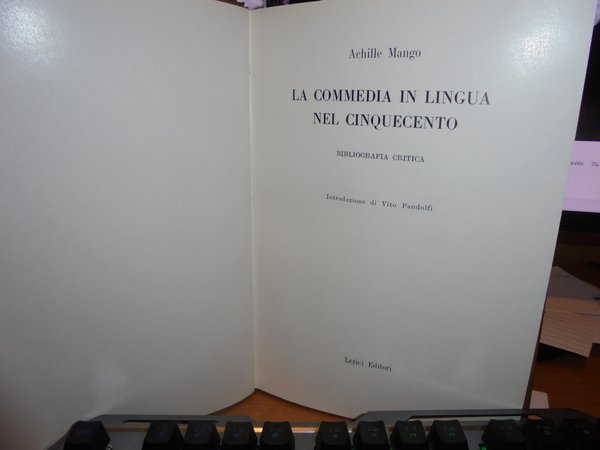 Achille Mango
LA COMMEDIA IN LINGUA
NEL CINQUECENTO
BIBLIOGRAFIA CRITICA
Introduzione di Vito Pandolfi
Lerici Editori